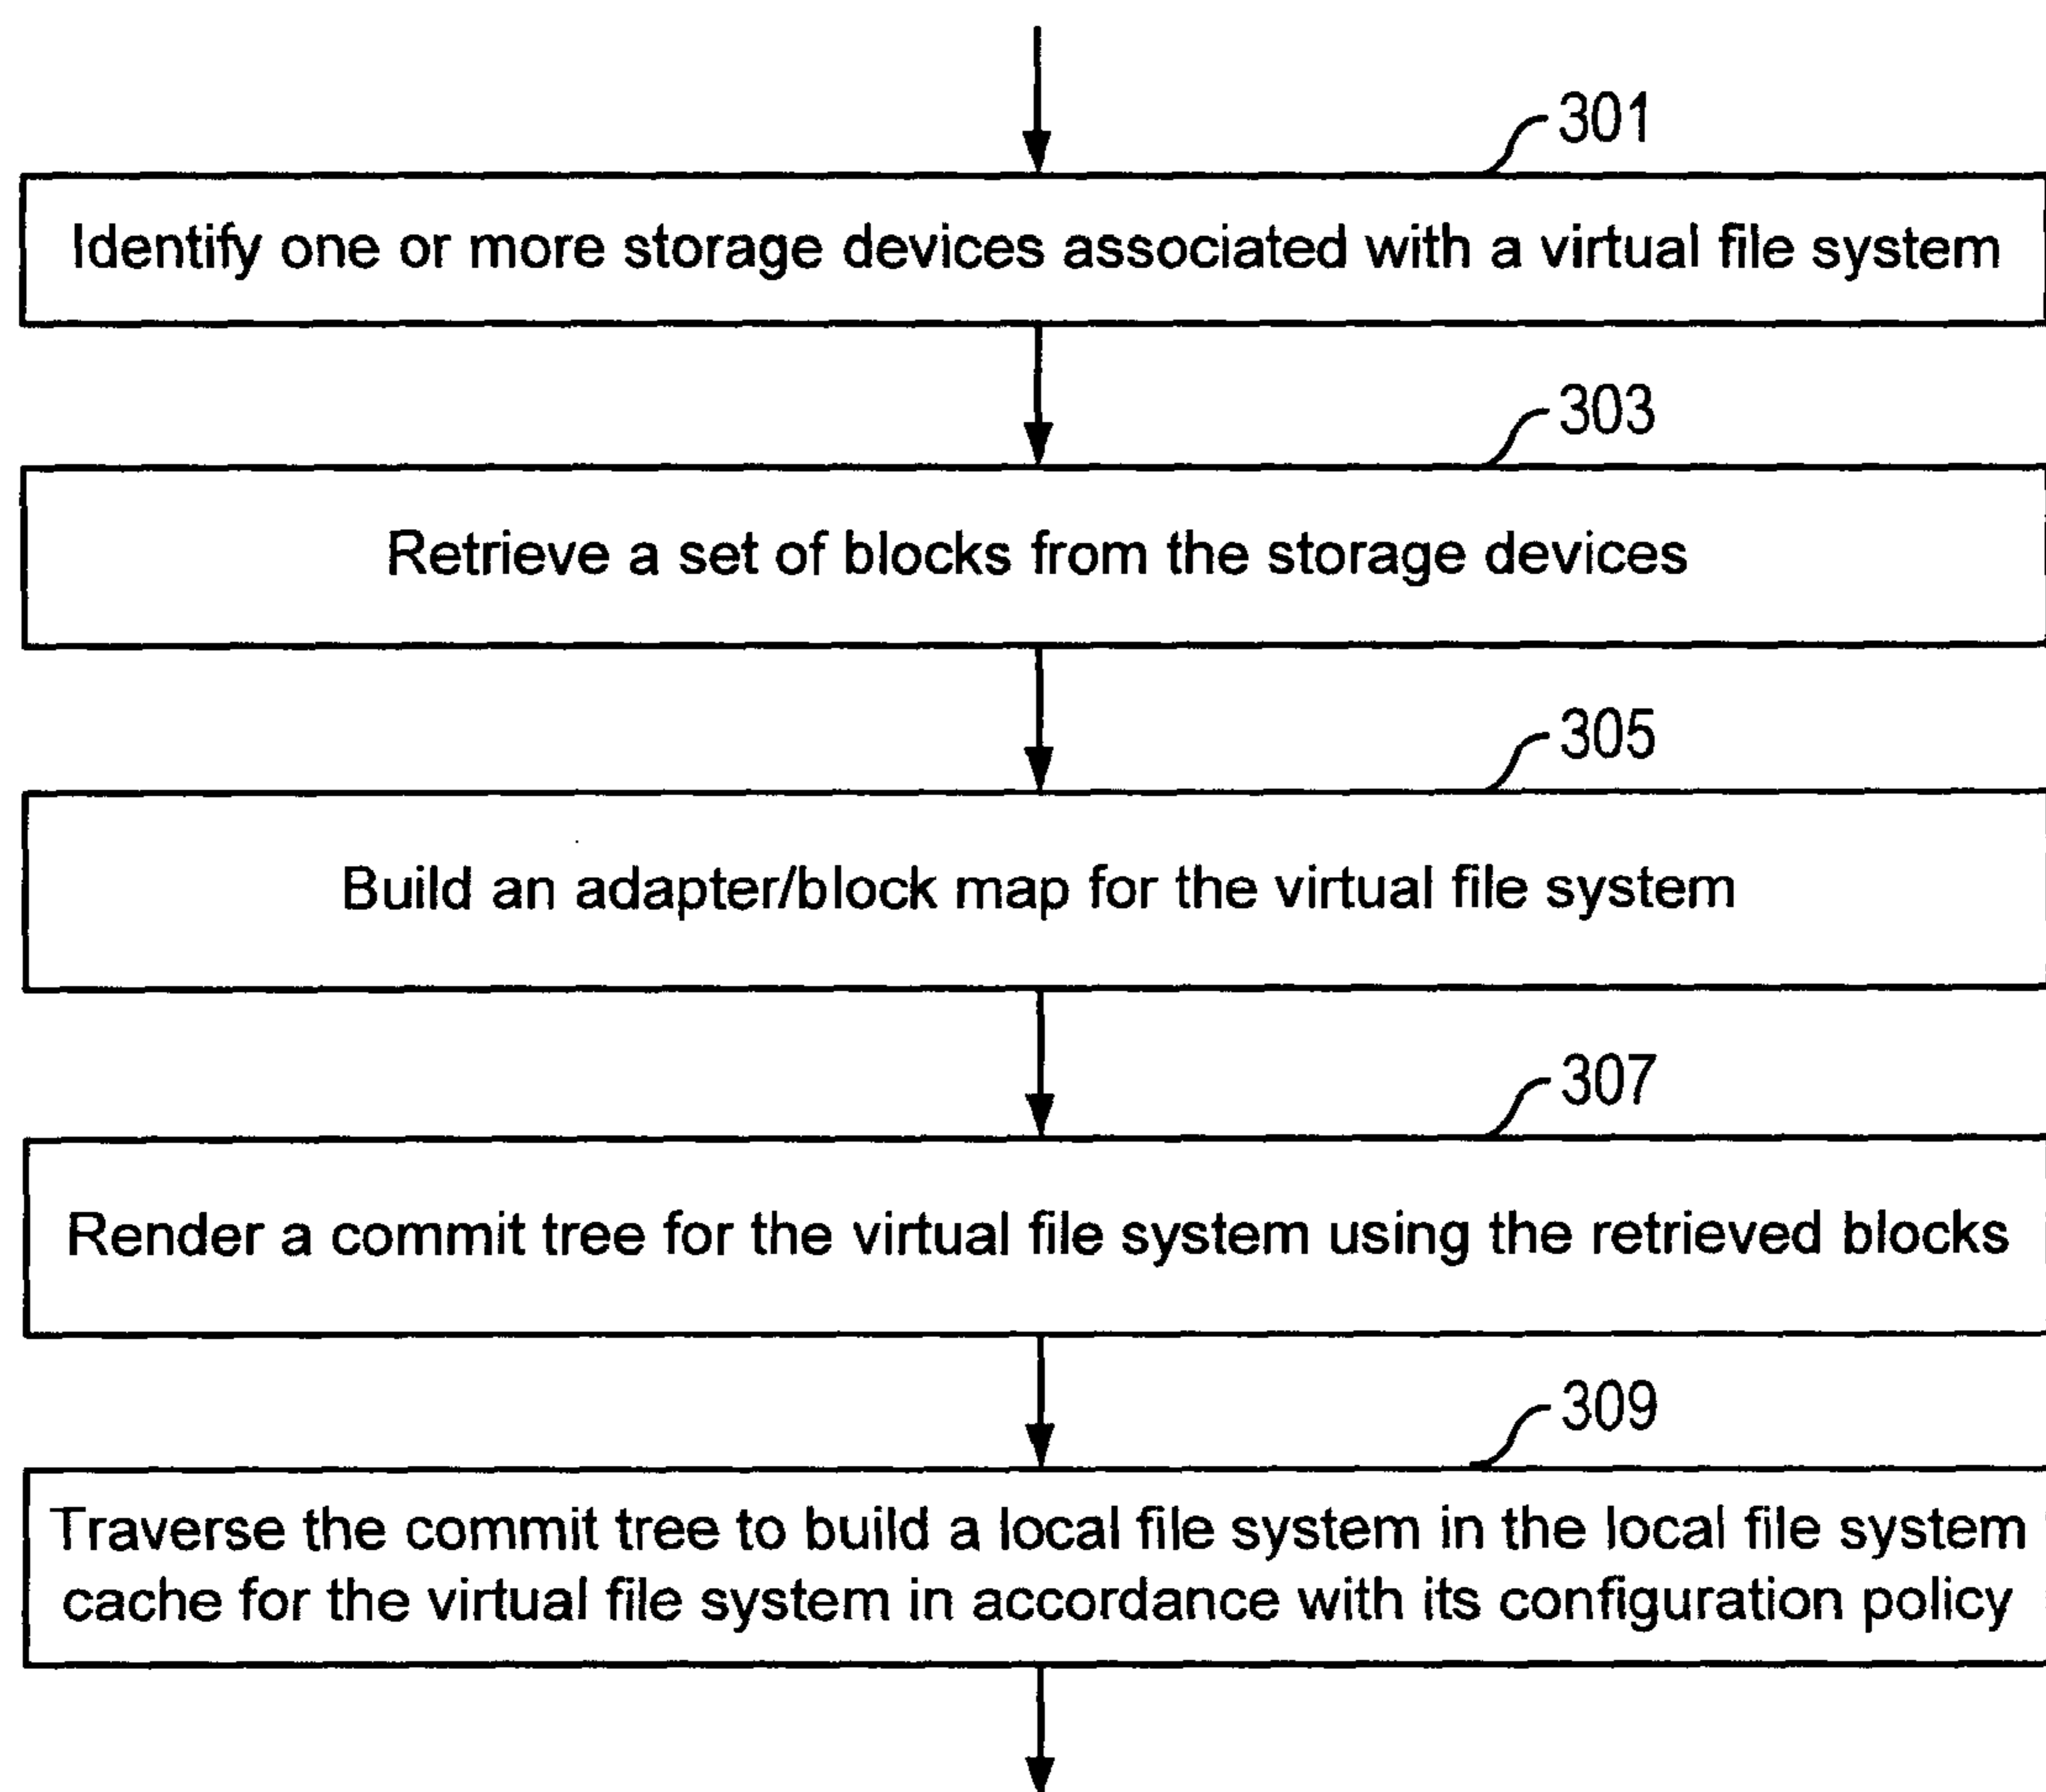 301
Identify one or more storage devices associated with a virtual file system
303
Retrieve a set of blocks from the storage devices
305
Build an adapter/block map for the virtual file system
307
Render a commit tree for the virtual file system using the retrieved blocks
309
Traverse the commit tree to build a local file system in the local file system
cache for the virtual file system in accordance with its configuration policy